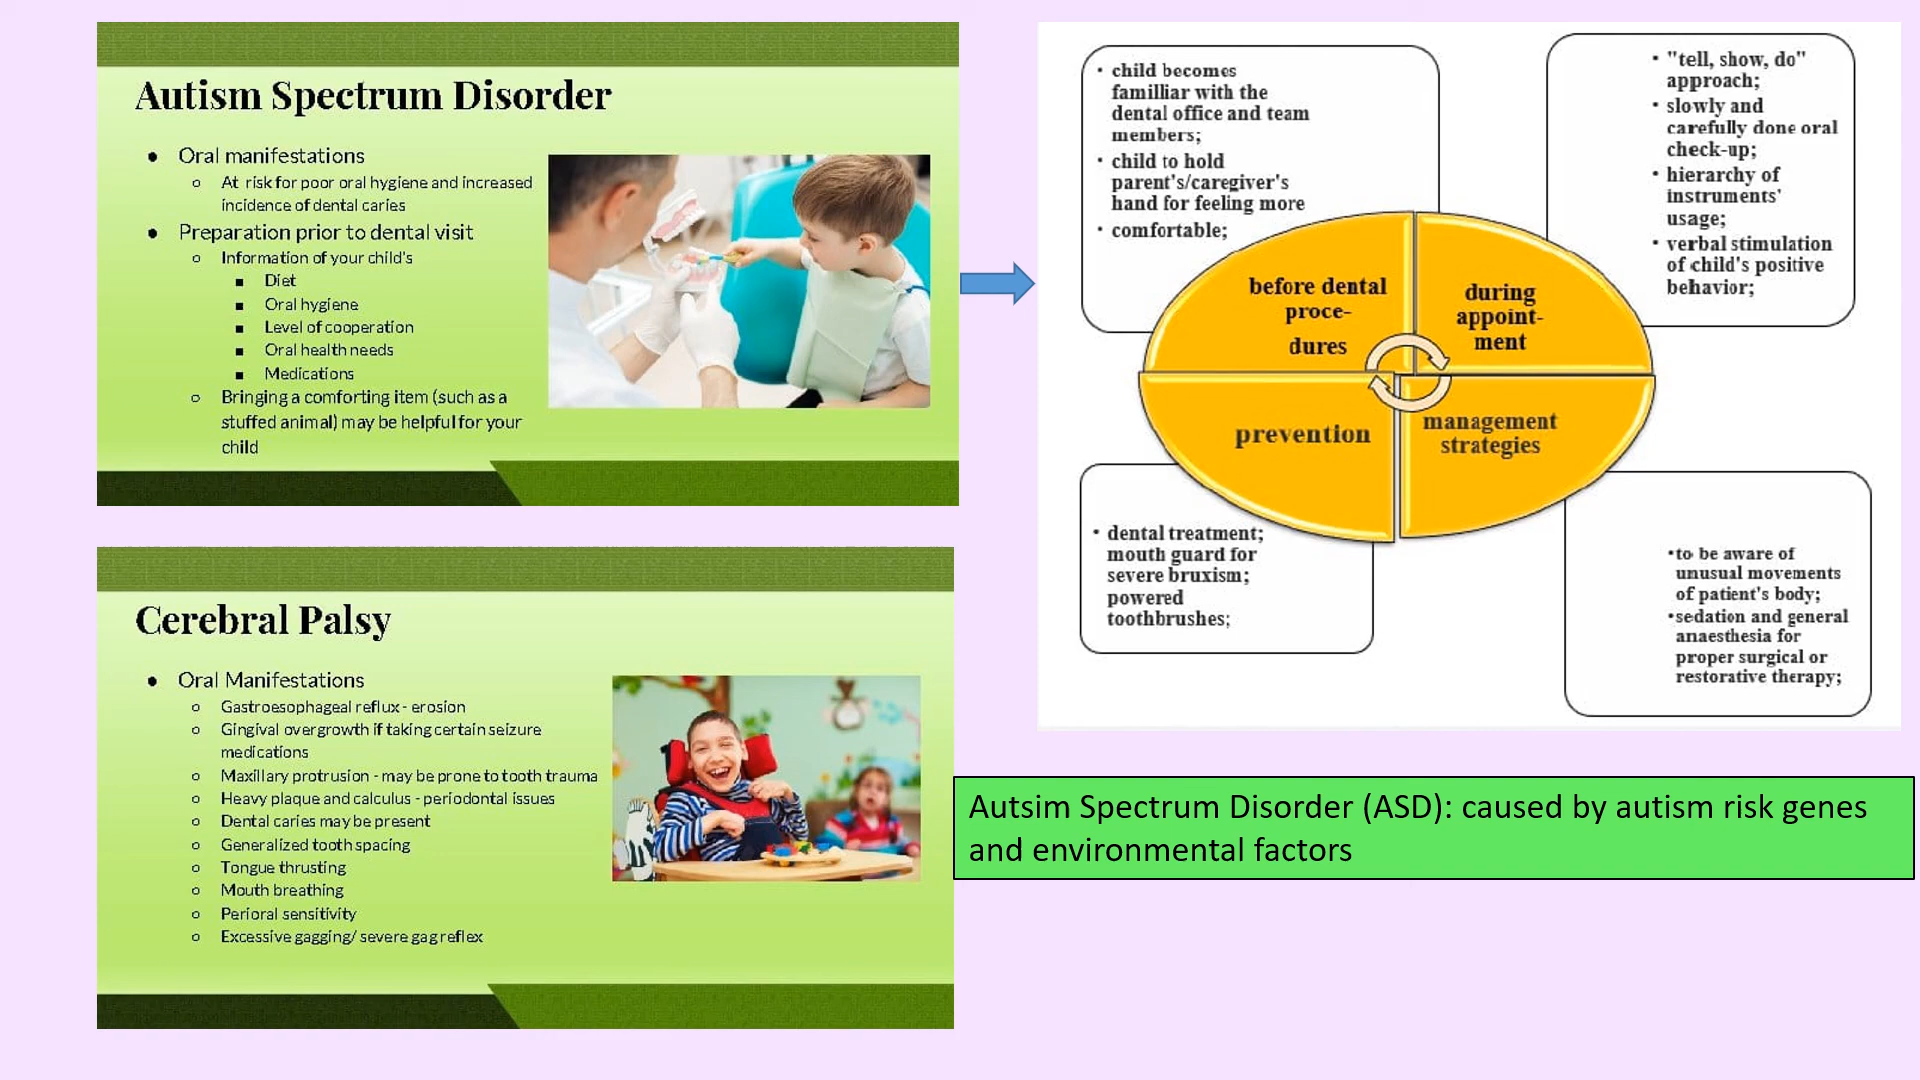 Autism Spectrum Disorder
● Oral manifestations
○ At risk for poor oral hygiene and increased
incidence of dental caries
● Preparation prior to dental visit
○ Information of your child's
■ Diet
■ Oral hygiene
■ Level of cooperation
■ Oral health needs
■ Medications
○ Bringing a comforting item (such as a
stuffed animal) may be helpful for your
child
• child becomes
familliar with the
dental office and team
members;
• child to hold
parent's/caregiver's
hand for feeling more
• comfortable;
• "tell, show, do"
approach;
• slowly and
carefully done oral
check-up;
• hierarchy of
instruments'
usage;
• verbal stimulation
of child's positive
behavior;
before dental
proce-
dures
during
appoint-
ment
prevention
management
strategies
• dental treatment;
mouth guard for
severe bruxism;
powered
toothbrushes;
•to be aware of
unusual movements
of patient's body;
•sedation and general
anaesthesia for
proper surgical or
restorative therapy;
Cerebral Palsy
● Oral Manifestations
○ Gastroesophageal reflux - erosion
○ Gingival overgrowth if taking certain seizure
medications
○ Maxillary protrusion - may be prone to tooth trauma
○ Heavy plaque and calculus - periodontal issues
○ Dental caries may be present
○ Generalized tooth spacing
○ Tongue thrusting
○ Mouth breathing
○ Perioral sensitivity
○ Excessive gagging/ severe gag reflex
Autsim Spectrum Disorder (ASD): caused by autism risk genes
and environmental factors